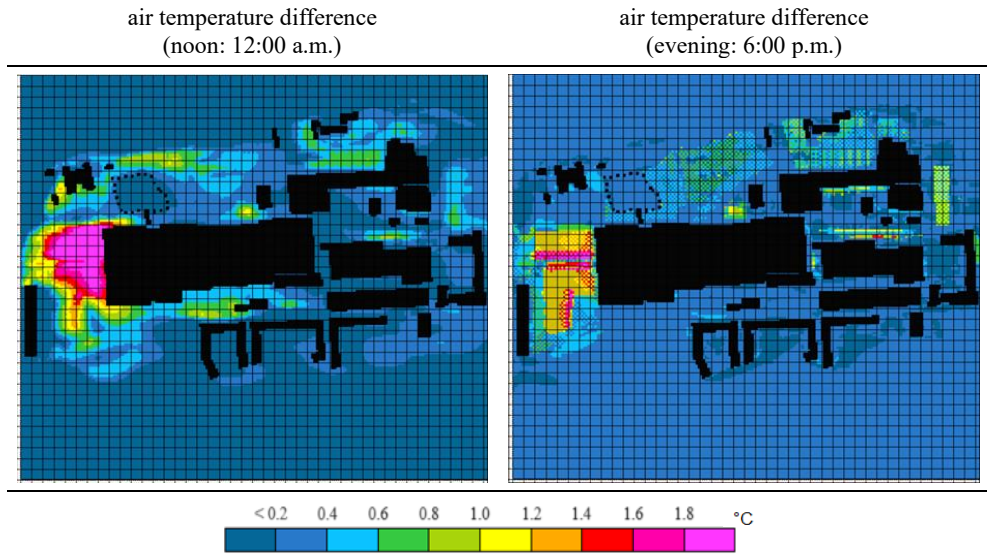 air temperature difference
(noon: 12:00 a.m.)
air temperature difference
(evening: 6:00 p.m.)
< 0.2 0.4 0.6 0.8 1.0 1.2 1.4 1.6 1.8 °C